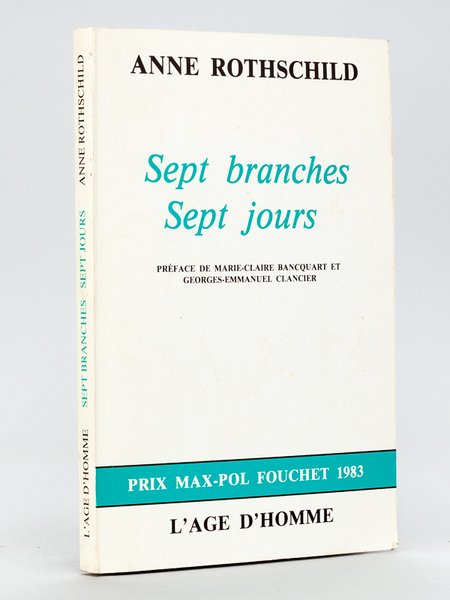 ANNE ROTHSCHILD
Sept branches
Sept jours
PRÉFACE DE MARIE-CLAIRE BANCQUART ET
GEORGES-EMMANUEL CLANCIER
PRIX MAX-POL FOUCHET 1983
L'AGE D'HOMME
ANNE ROTHSCHILD
SEPT BRANCHES SEPT JOURS
L'AGE D'HOMME